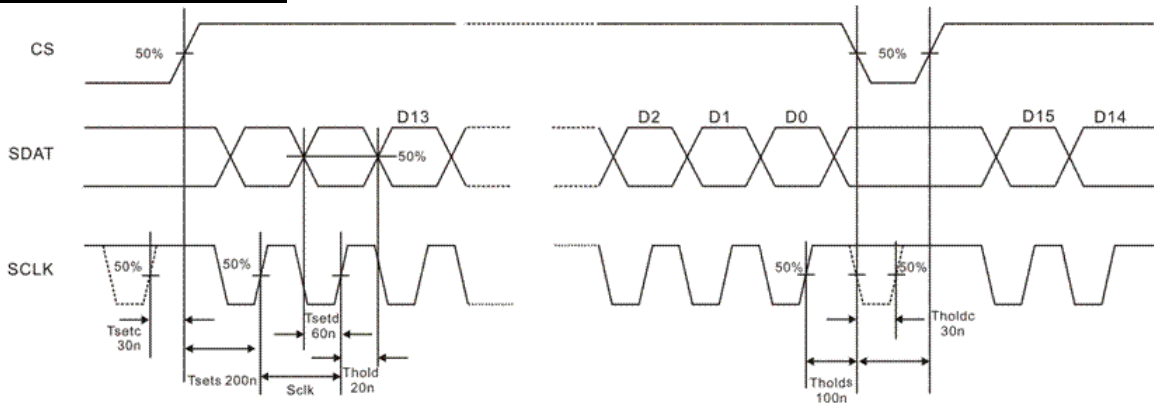 CS
50%
50%
SDAT
D13
50%
D2
D1
D0
D15
D14
SCLK
50%
50%
50%
50%
Tsetc
30n
Tsetd
60n
Tsets 200n
Sclk
Thold
20n
Tholds
100n
Tholdc
30n